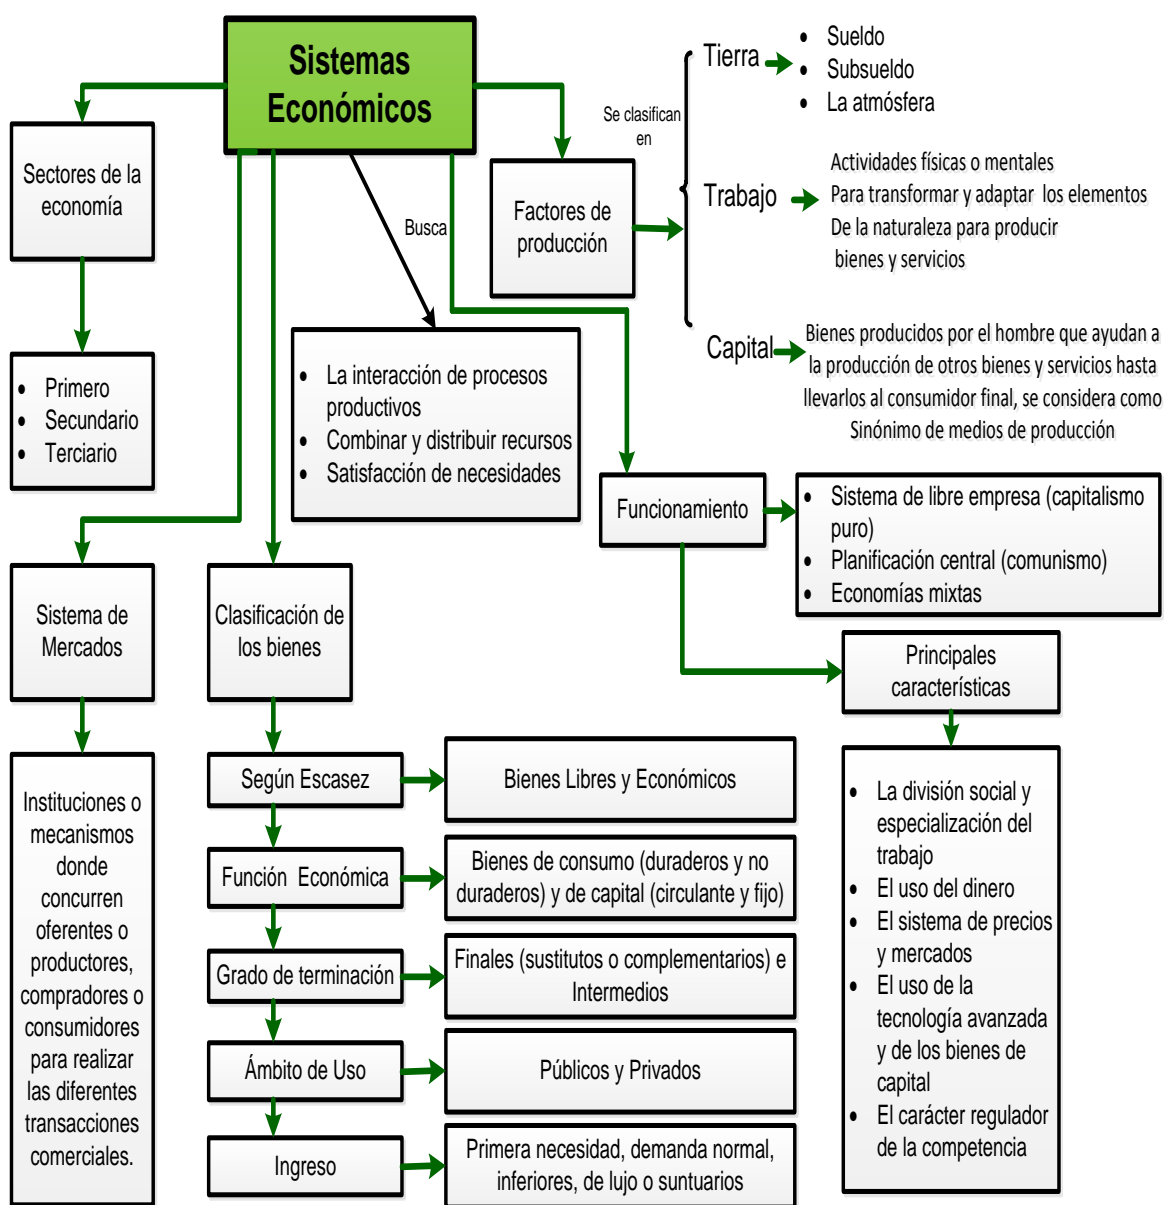 Sistemas
Económicos
Sectores de la
economía
Primero
Secundario
Terciario
Busca
La interacción de procesos
productivos
Combinar y distribuir recursos
Satisfacción de necesidades
Factores de
producción
Se clasifican
en
Tierra
Sueldo
Subsueldo
La atmósfera
Trabajo
Actividades físicas o mentales
Para transformar y adaptar los elementos
De la naturaleza para producir
bienes y servicios
Capital
Bienes producidos por el hombre que ayudan a
la producción de otros bienes y servicios hasta
llevarlos al consumidor final, se considera como
Sinónimo de medios de producción
Funcionamiento
Sistema de libre empresa (capitalismo
puro)
Planificación central (comunismo)
Economías mixtas
Principales
característicias
La división social y
especialización del
trabajo
El uso del dinero
El sistema de precios
y mercados
El uso de la
tecnología avanzada
y de los bienes de
capital
El carácter regulador
de la competencia
Sistema de
Mercados
Instituciones o
mecanismos
donde
concurren
oferentes o
productores,
compradores o
consumidores
para realizar
las diferentes
transacciones
comerciales.
Clasificación de
los bienes
Según Escasez
Bienes Libres y Económicos
Función Económica
Bienes de consumo (duraderos y no
duraderos) y de capital (circulante y fijo)
Grado de terminación
Finales (sustitutos o complementarios) e
Intermedios
Ámbito de Uso
Públicos y Privados
Ingreso
Primera necesidad, demanda normal,
inferiores, de lujo o suntuarios